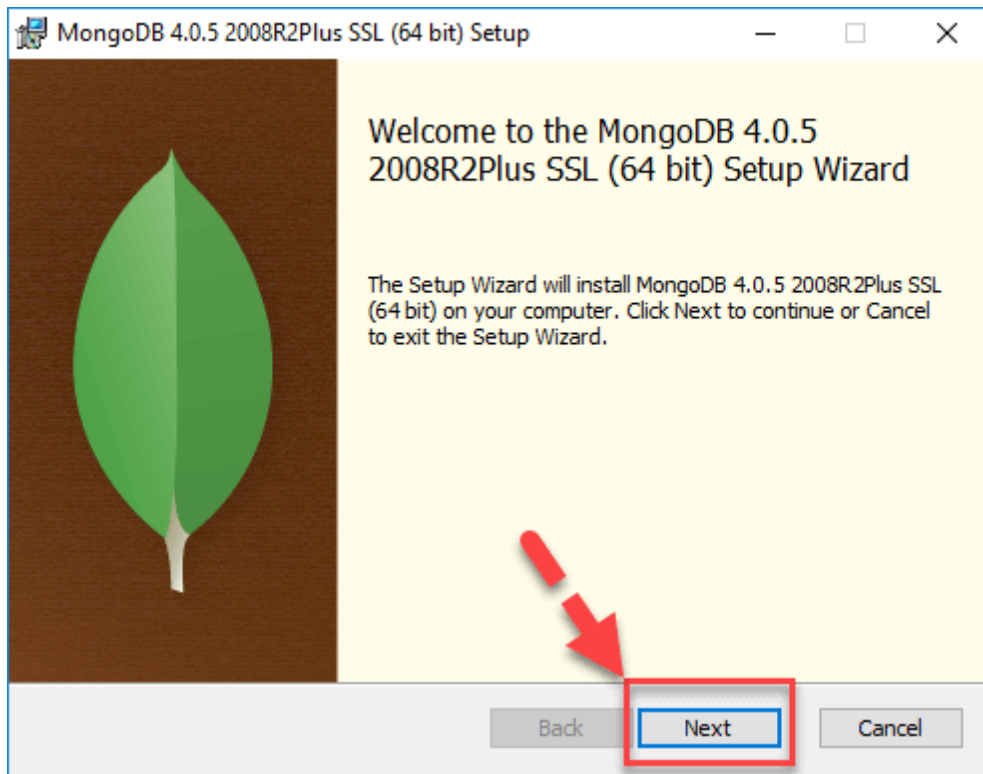 MongoDB 4.0.5 2008R2Plus SSL (64 bit) Setup
Welcome to the MongoDB 4.0.5
2008R2Plus SSL (64 bit) Setup Wizard
The Setup Wizard will install MongoDB 4.0.5 2008R2Plus SSL
(64 bit) on your computer. Click Next to continue or Cancel
to exit the Setup Wizard.
Back Next Cancel